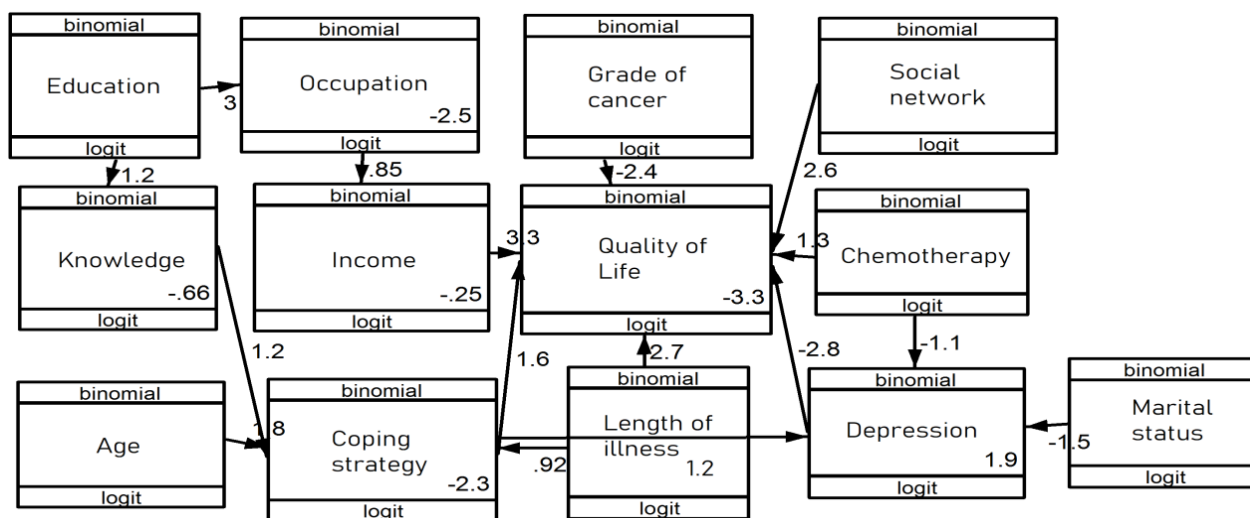 binomial
Education
logit
3
binomial
Occupation
-2.5
logit
binomial
Grade of
cancer
logit
binomial
Social
network
logit
1.2
.85
-2.4
2.6
binomial
Knowledge
-.66
logit
binomial
Income
-.25
logit
3.3
binomial
Quality of
Life
-3.3
logit
1.3
binomial
Chemotherapy
logit
1.2
1.6
2.7
-2.8
-1.1
binomial
Age
logit
1.8
binomial
Coping
strategy
-2.3
logit
.92
binomial
Length of
illness
1.2
logit
binomial
Depression
1.9
logit
-1.5
binomial
Marital
status
logit